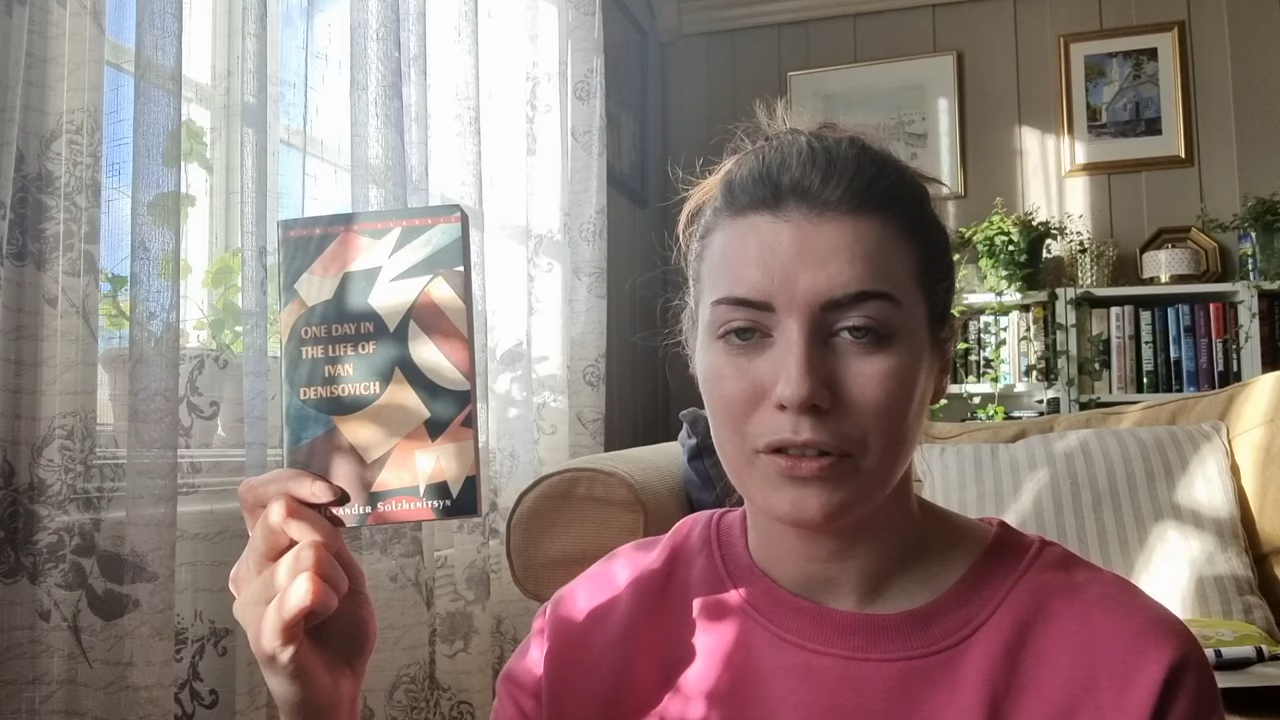 ONE DAY IN
THE LIFE OF
IVAN
DENISOVICH
Solzhenitsyn